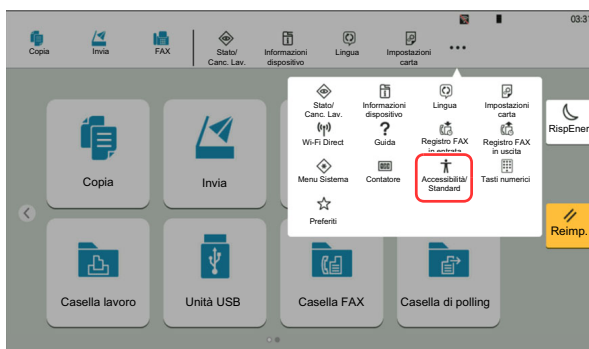 03:31
Copia
Invia
FAX
Stato/
Canc. Lav.
Informazioni
dispositivo
Lingua
Impostazioni
carta
Stato/
Canc. Lav.
Informazioni
dispositivo
Lingua
Impostazioni
carta
Wi-Fi Direct
Guida
Registro FAX
in entrata
Registro FAX
in uscita
Menu Sistema
Contatore
Accessibilità/
Standard
Tasti numerici
Preferiti
RispEner
Reimp.
Copia
Invia
Casella lavoro
Unità USB
Casella FAX
Casella di polling